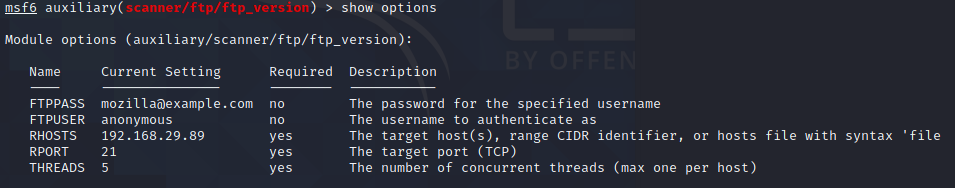 msf6 auxiliary(scanner/ftp/ftp_version) > show options
Module options (auxiliary/scanner/ftp/ftp_version):
Name Current Setting Required Description
FTPPASS mozilla@example.com no The password for the specified username
FTPUSER anonymous no The username to authenticate as
RHOSTS 192.168.29.89 yes The target host(s), range CIDR identifier, or hosts file with syntax 'file
RPORT 21 yes The target port (TCP)
THREADS 5 yes The number of concurrent threads (max one per host)
BY OFFEN